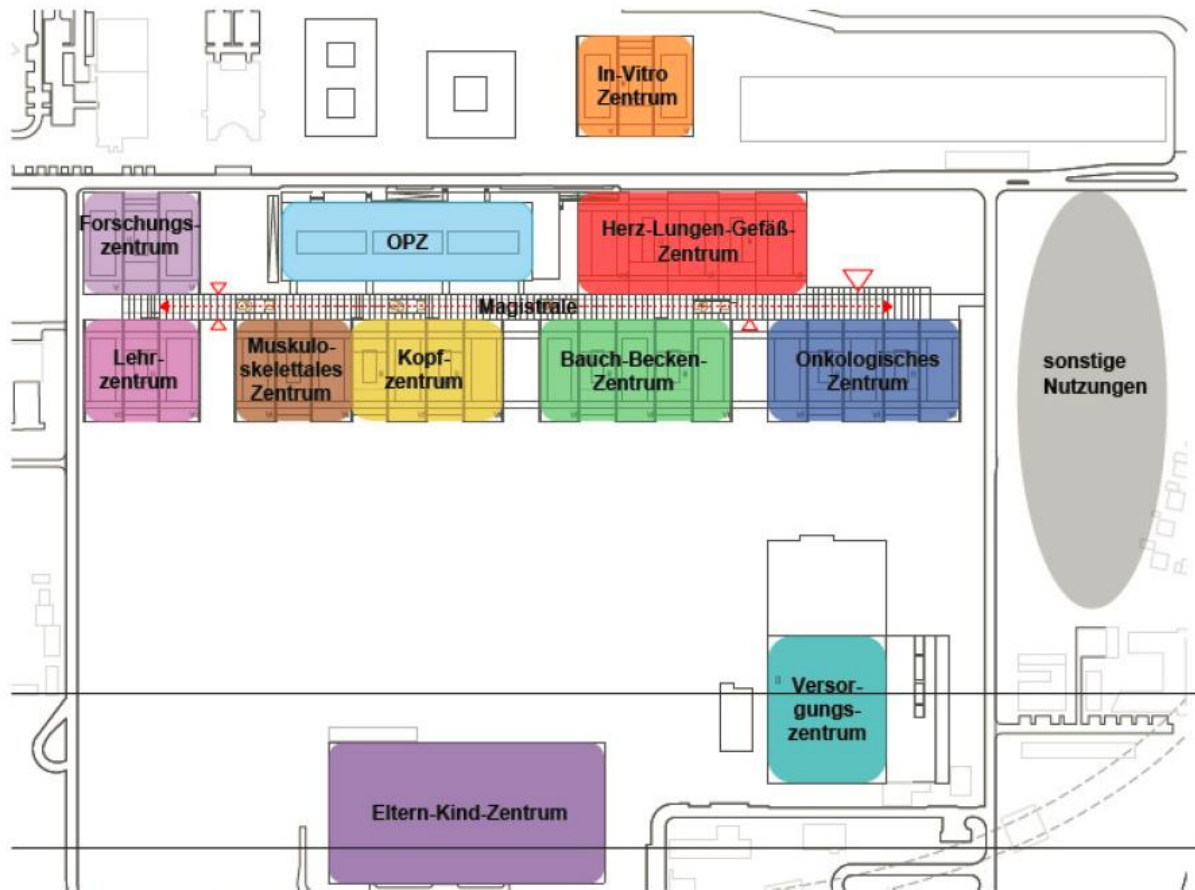 In-Vitro
Zentrum
Forschungs-
zentrum
OPZ
Herz-Lungen-Gefäß-
Zentrum
Magistrale
Lehr-
zentrum
Muskulo-
skelettales
Zentrum
Kopf-
zentrum
Bauch-Becken-
Zentrum
Onkologisches
Zentrum
sonstige
Nutzungen
Versor-
gungs-
zentrum
Eltern-Kind-Zentrum